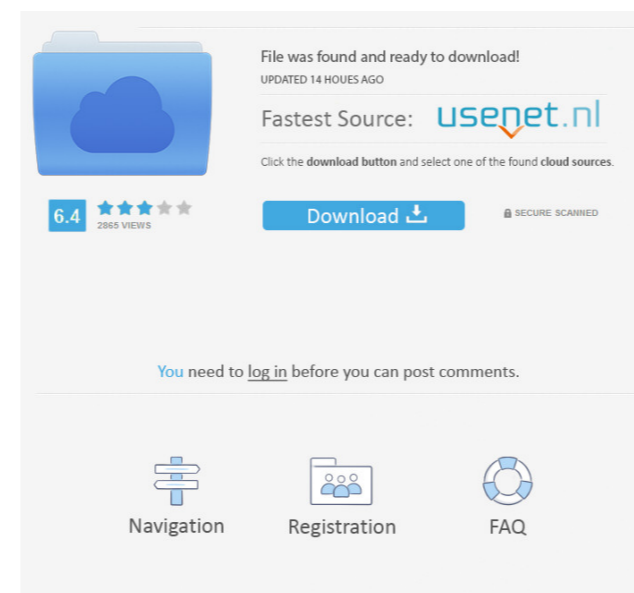 File was found and ready to download!
UPDATED 14 HOUES AGO
Fastest Source: usenet.nl
Click the download button and select one of the found cloud sources.
6.4
2865 VIEWS
Download
SECURE SCANNED
You need to log in before you can post comments.
Navigation
Registration
FAQ